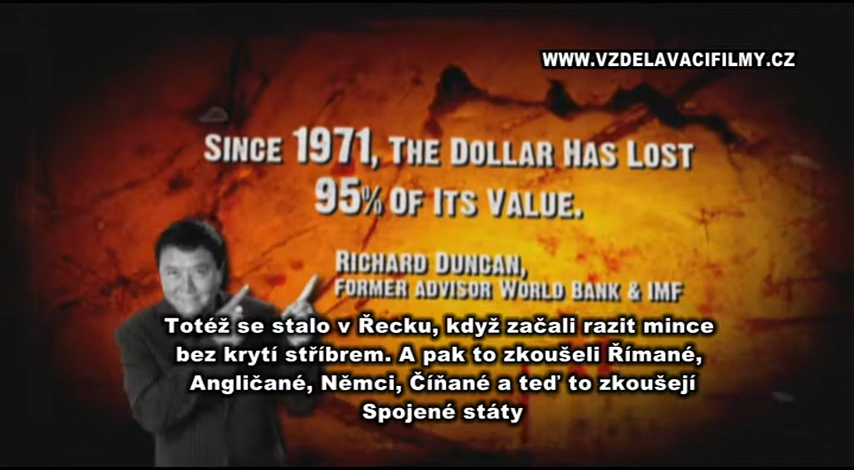 WWW.VZDELAVACIFILMY.CZ
SINCE 1971, THE DOLLAR HAS LOST
95% OF ITS VALUE.
RICHARD DUNCAN,
FORMER ADVISOR WORLD BANK & IMF
Totéž se stalo v Řecku, když začali razit mince
bez krytí stříbrem. A pak to zkoušeli Římané,
Angličané, Němci, Číňané a teď to zkoušejí
Spojené státy